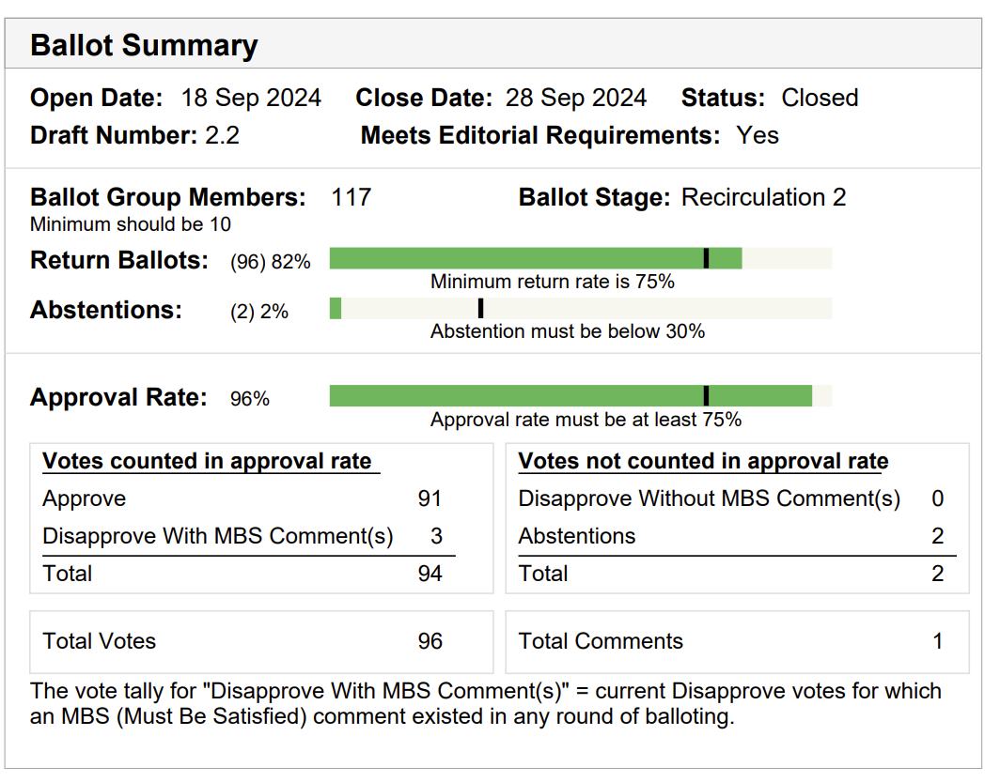 Ballot Summary
Open Date: 18 Sep 2024 Close Date: 28 Sep 2024 Status: Closed
Draft Number: 2.2 Meets Editorial Requirements: Yes
Ballot Group Members: 117 Ballot Stage: Recirculation 2
Minimum should be 10
Return Ballots: (96) 82%
Minimum return rate is 75%
Abstentions: (2) 2%
Abstention must be below 30%
Approval Rate: 96%
Approval rate must be at least 75%
Votes counted in approval rate
Approve 91
Disapprove With MBS Comment(s) 3
Total 94
Votes not counted in approval rate
Disapprove Without MBS Comment(s) 0
Abstentions 2
Total 2
Total Votes 96
Total Comments 1
The vote tally for "Disapprove With MBS Comment(s)" = current Disapprove votes for which
an MBS (Must Be Satisfied) comment existed in any round of balloting.